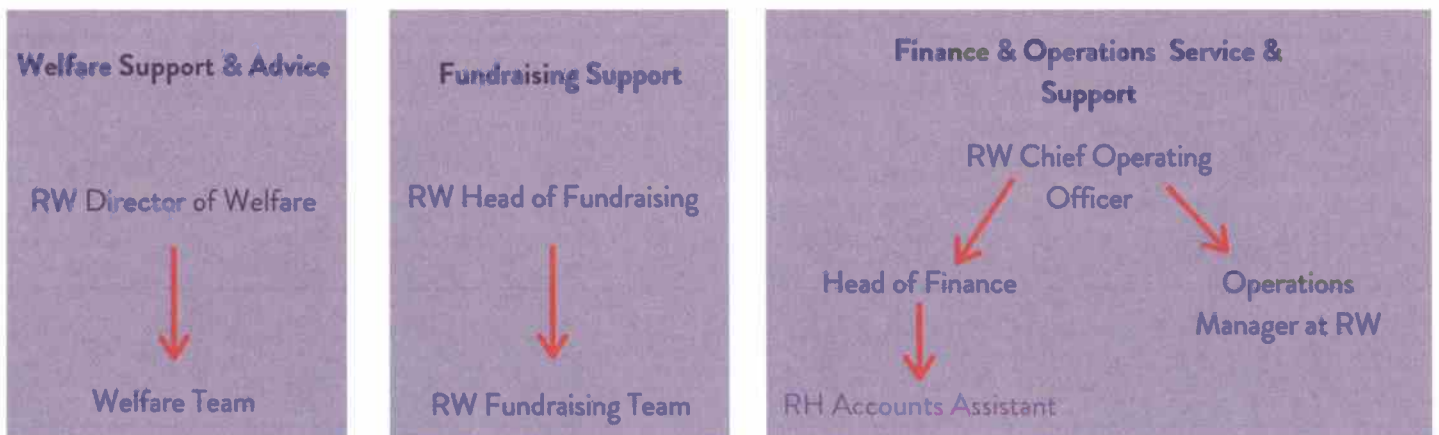 Welfare Support & Advice
RW Director of Welfare
Welfare Team
Fundraising Support
RW Head of Fundraising
RW Fundraising Team
Finance & Operations Service &
Support
RW Chief Operating
Officer
Head of Finance
Operations
Manager at RW
RH Accounts Assistant